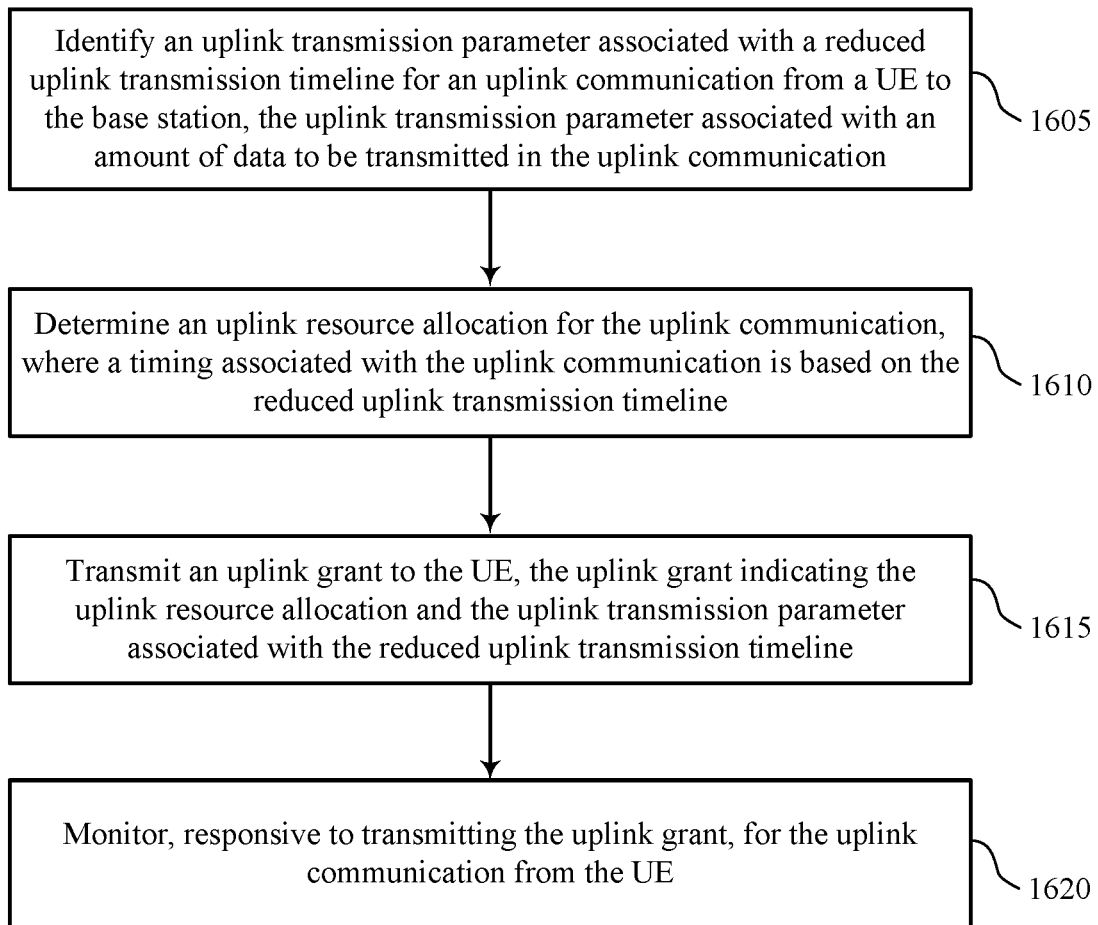 Identify an uplink transmission parameter associated with a reduced
uplink transmission timeline for an uplink communication from a UE to
the base station, the uplink transmission parameter associated with an
amount of data to be transmitted in the uplink communication
1605
Determine an uplink resource allocation for the uplink communication,
where a timing associated with the uplink communication is based on the
reduced uplink transmission timeline
1610
Transmit an uplink grant to the UE, the uplink grant indicating the
uplink resource allocation and the uplink transmission parameter
associated with the reduced uplink transmission timeline
1615
Monitor, responsive to transmitting the uplink grant, for the uplink
communication from the UE
1620